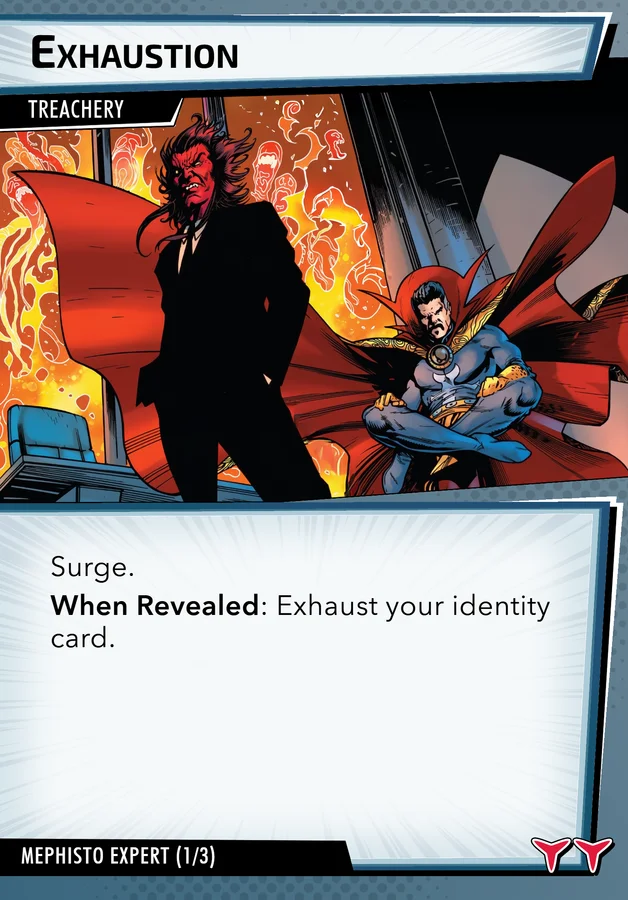 EXHAUSTION
TREACHERY
Surge.
When Revealed: Exhaust your identity
card.
MEPHISTO EXPERT (1/3)